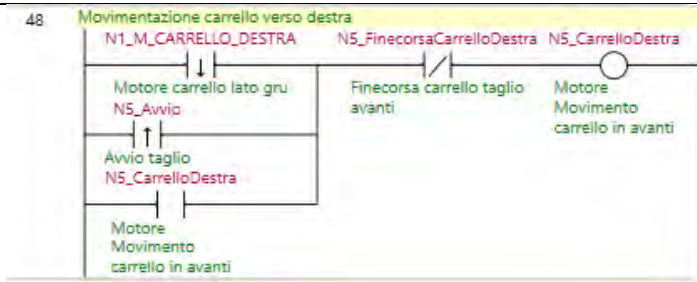 48
Movimentazione carrello verso destra
N1_M_CARRELLO_DESTRA N5_FinecorsaCarrelloDestra N5_CarrelloDestra
Motore carrello lato gru
Finecorsa carrello taglio
avanti
Motore
Movimento
carrello in avanti
N5_Avvio
Avvio taglio
N5_CarrelloDestra
Motore
Movimento
carrello in avanti